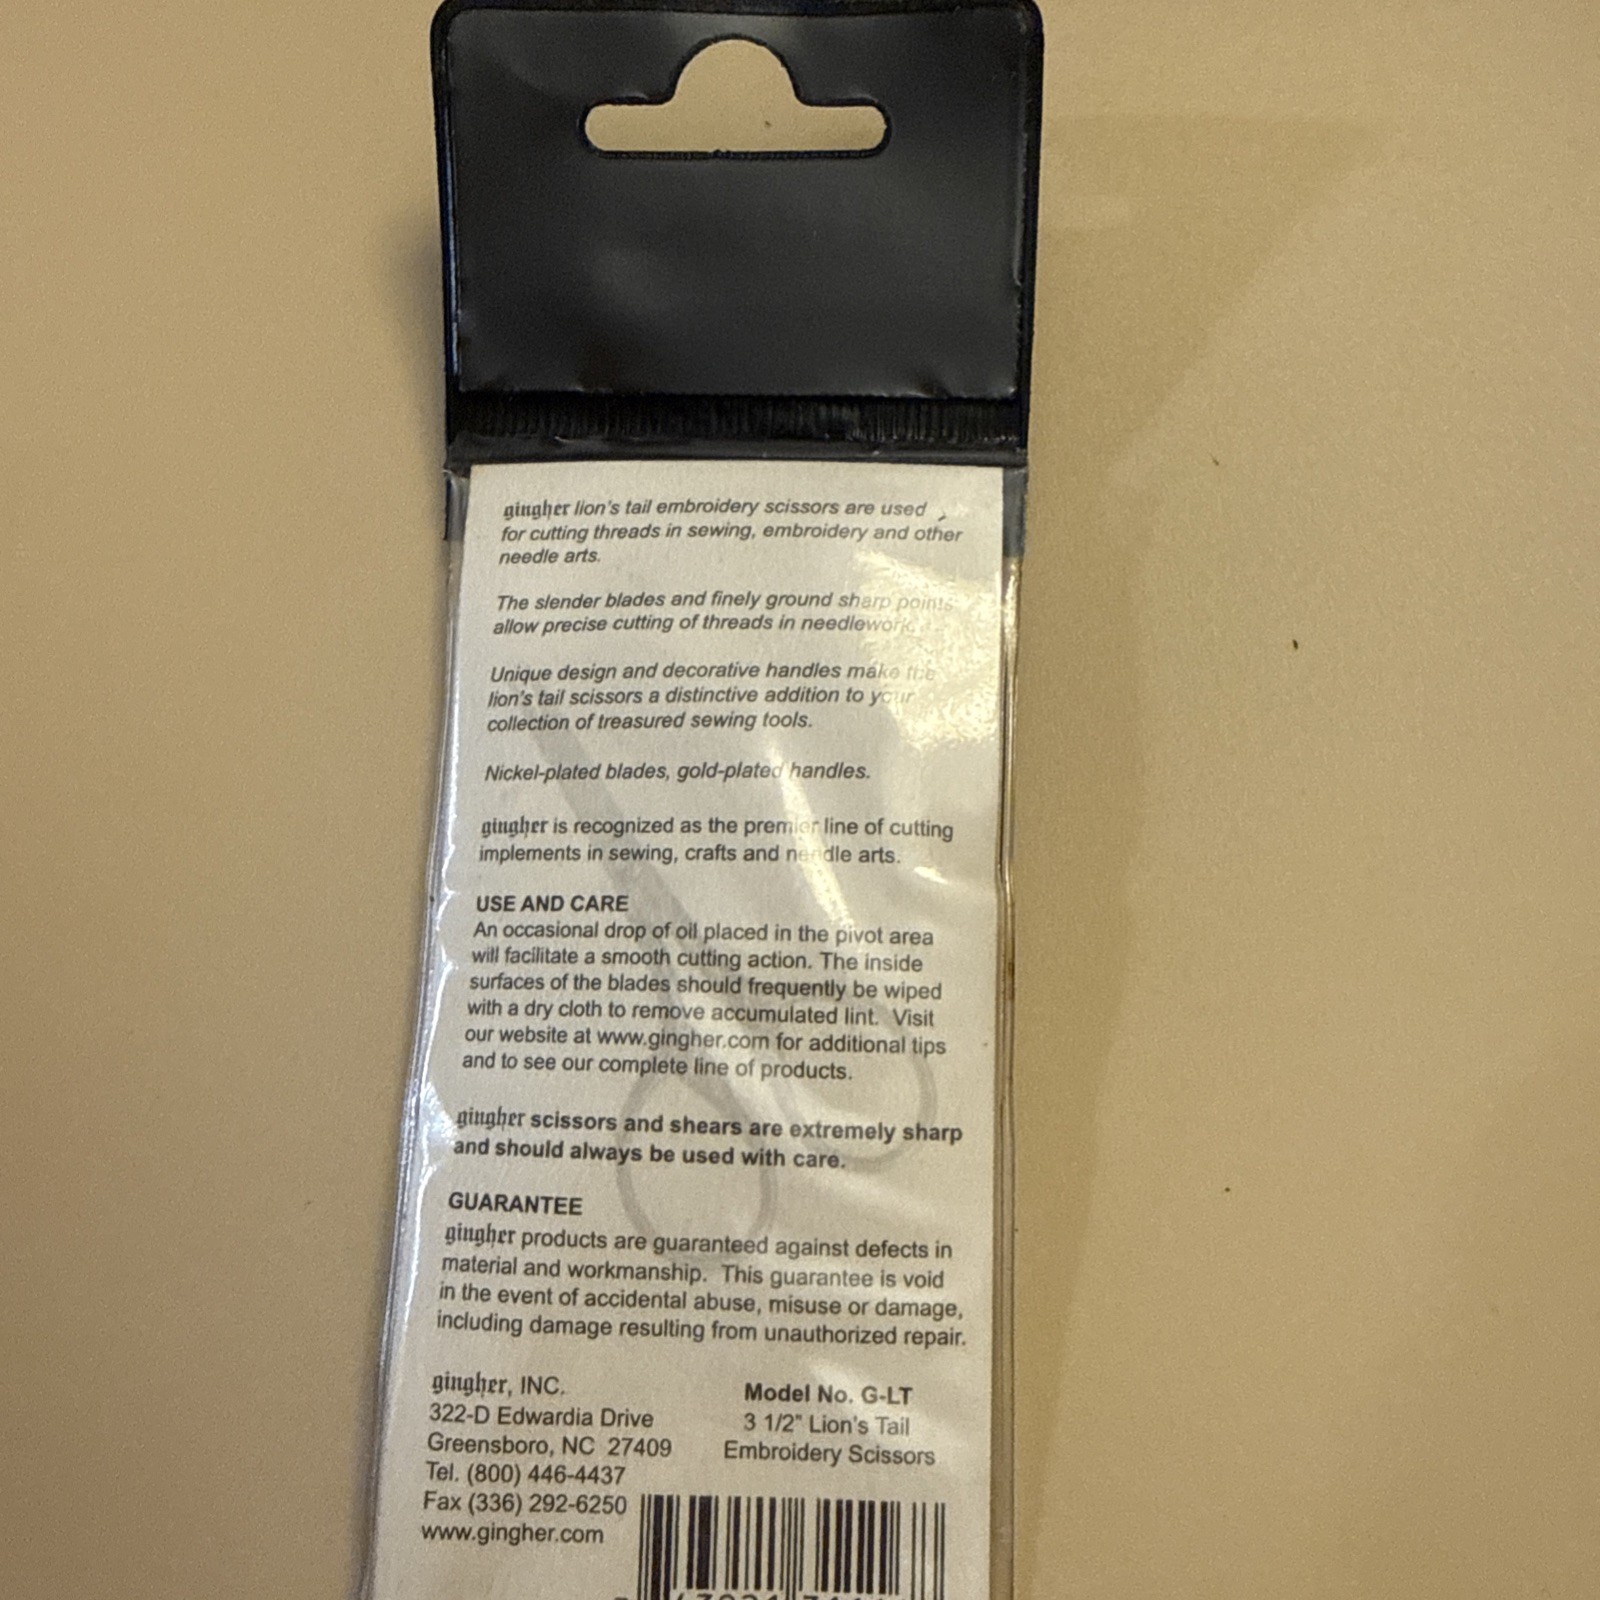 gingher lion's tail embroidery scissors are used
for cutting threads in sewing, embroidery and other
needle arts.
The slender blades and finely ground sharp points
allow precise cutting of threads in needlework.
Unique design and decorative handles make the
lion's tail scissors a distinctive addition to your
collection of treasured sewing tools.
Nickel-plated blades, gold-plated handles.
gingher is recognized as the premier line of cutting
implements in sewing, crafts and needle arts.
USE AND CARE
An occasional drop of oil placed in the pivot area
will facilitate a smooth cutting action. The inside
surfaces of the blades should frequently be wiped
with a dry cloth to remove accumulated lint. Visit
our website at www.gingher.com for additional tips
and to see our complete line of products.
gingher scissors and shears are extremely sharp
and should always be used with care.
GUARANTEE
gingher products are guaranteed against defects in
material and workmanship. This guarantee is void
in the event of accidental abuse, misuse or damage,
including damage resulting from unauthorized repair.
gingher, INC.
322-D Edwardia Drive
Greensboro, NC 27409
Tel. (800) 446-4437
Fax (336) 292-6250
www.gingher.com
Model No. G-LT
3 1/2" Lion's Tail
Embroidery Scissors